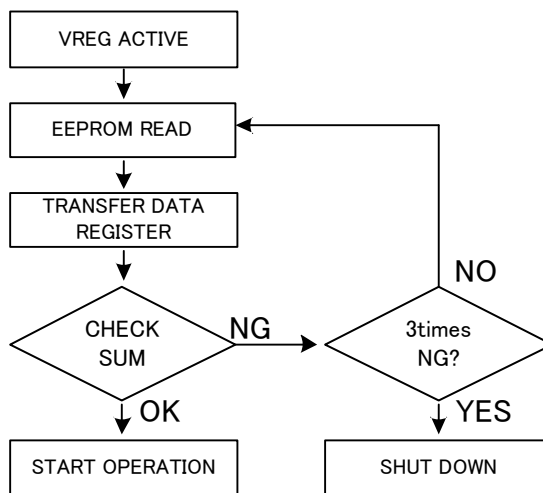 VREG ACTIVE
EEPROM READ
TRANSFER DATA
REGISTER
NO
CHECK
SUM
NG
3times
NG?
OK
YES
START OPERATION
SHUT DOWN